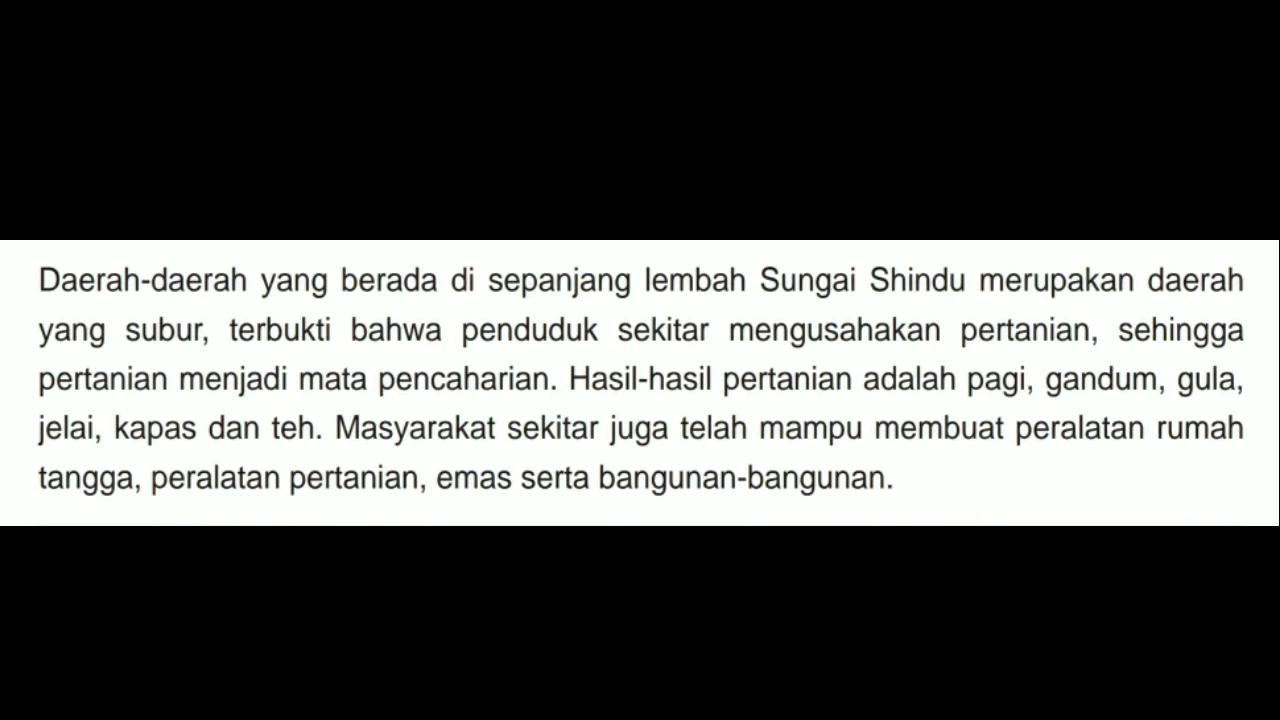 Daerah-daerah yang berada di sepanjang lembah Sungai Shindu merupakan daerah
yang subur, terbukti bahwa penduduk sekitar mengusahakan pertanian, sehingga
pertanian menjadi mata pencaharian. Hasil-hasil pertanian adalah pagi, gandum, gula,
jelai, kapas dan teh. Masyarakat sekitar juga telah mampu membuat peralatan rumah
tangga, peralatan pertanian, emas serta bangunan-bangunan.